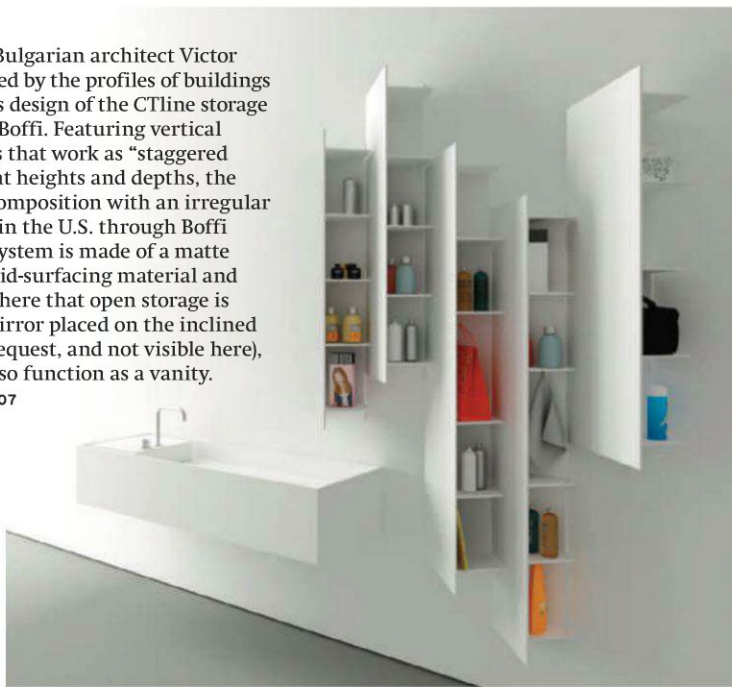 Bulgarian architect Victor
ed by the profiles of buildings
s design of the CTline storage
Boffi. Featuring vertical
s that work as “staggered
nt heights and depths, the
omposition with an irregular
in the U.S. through Boffi
ystem is made of a matte
id-surfacing material and
here that open storage is
irror placed on the inclined
equest, and not visible here),
so function as a vanity.
07